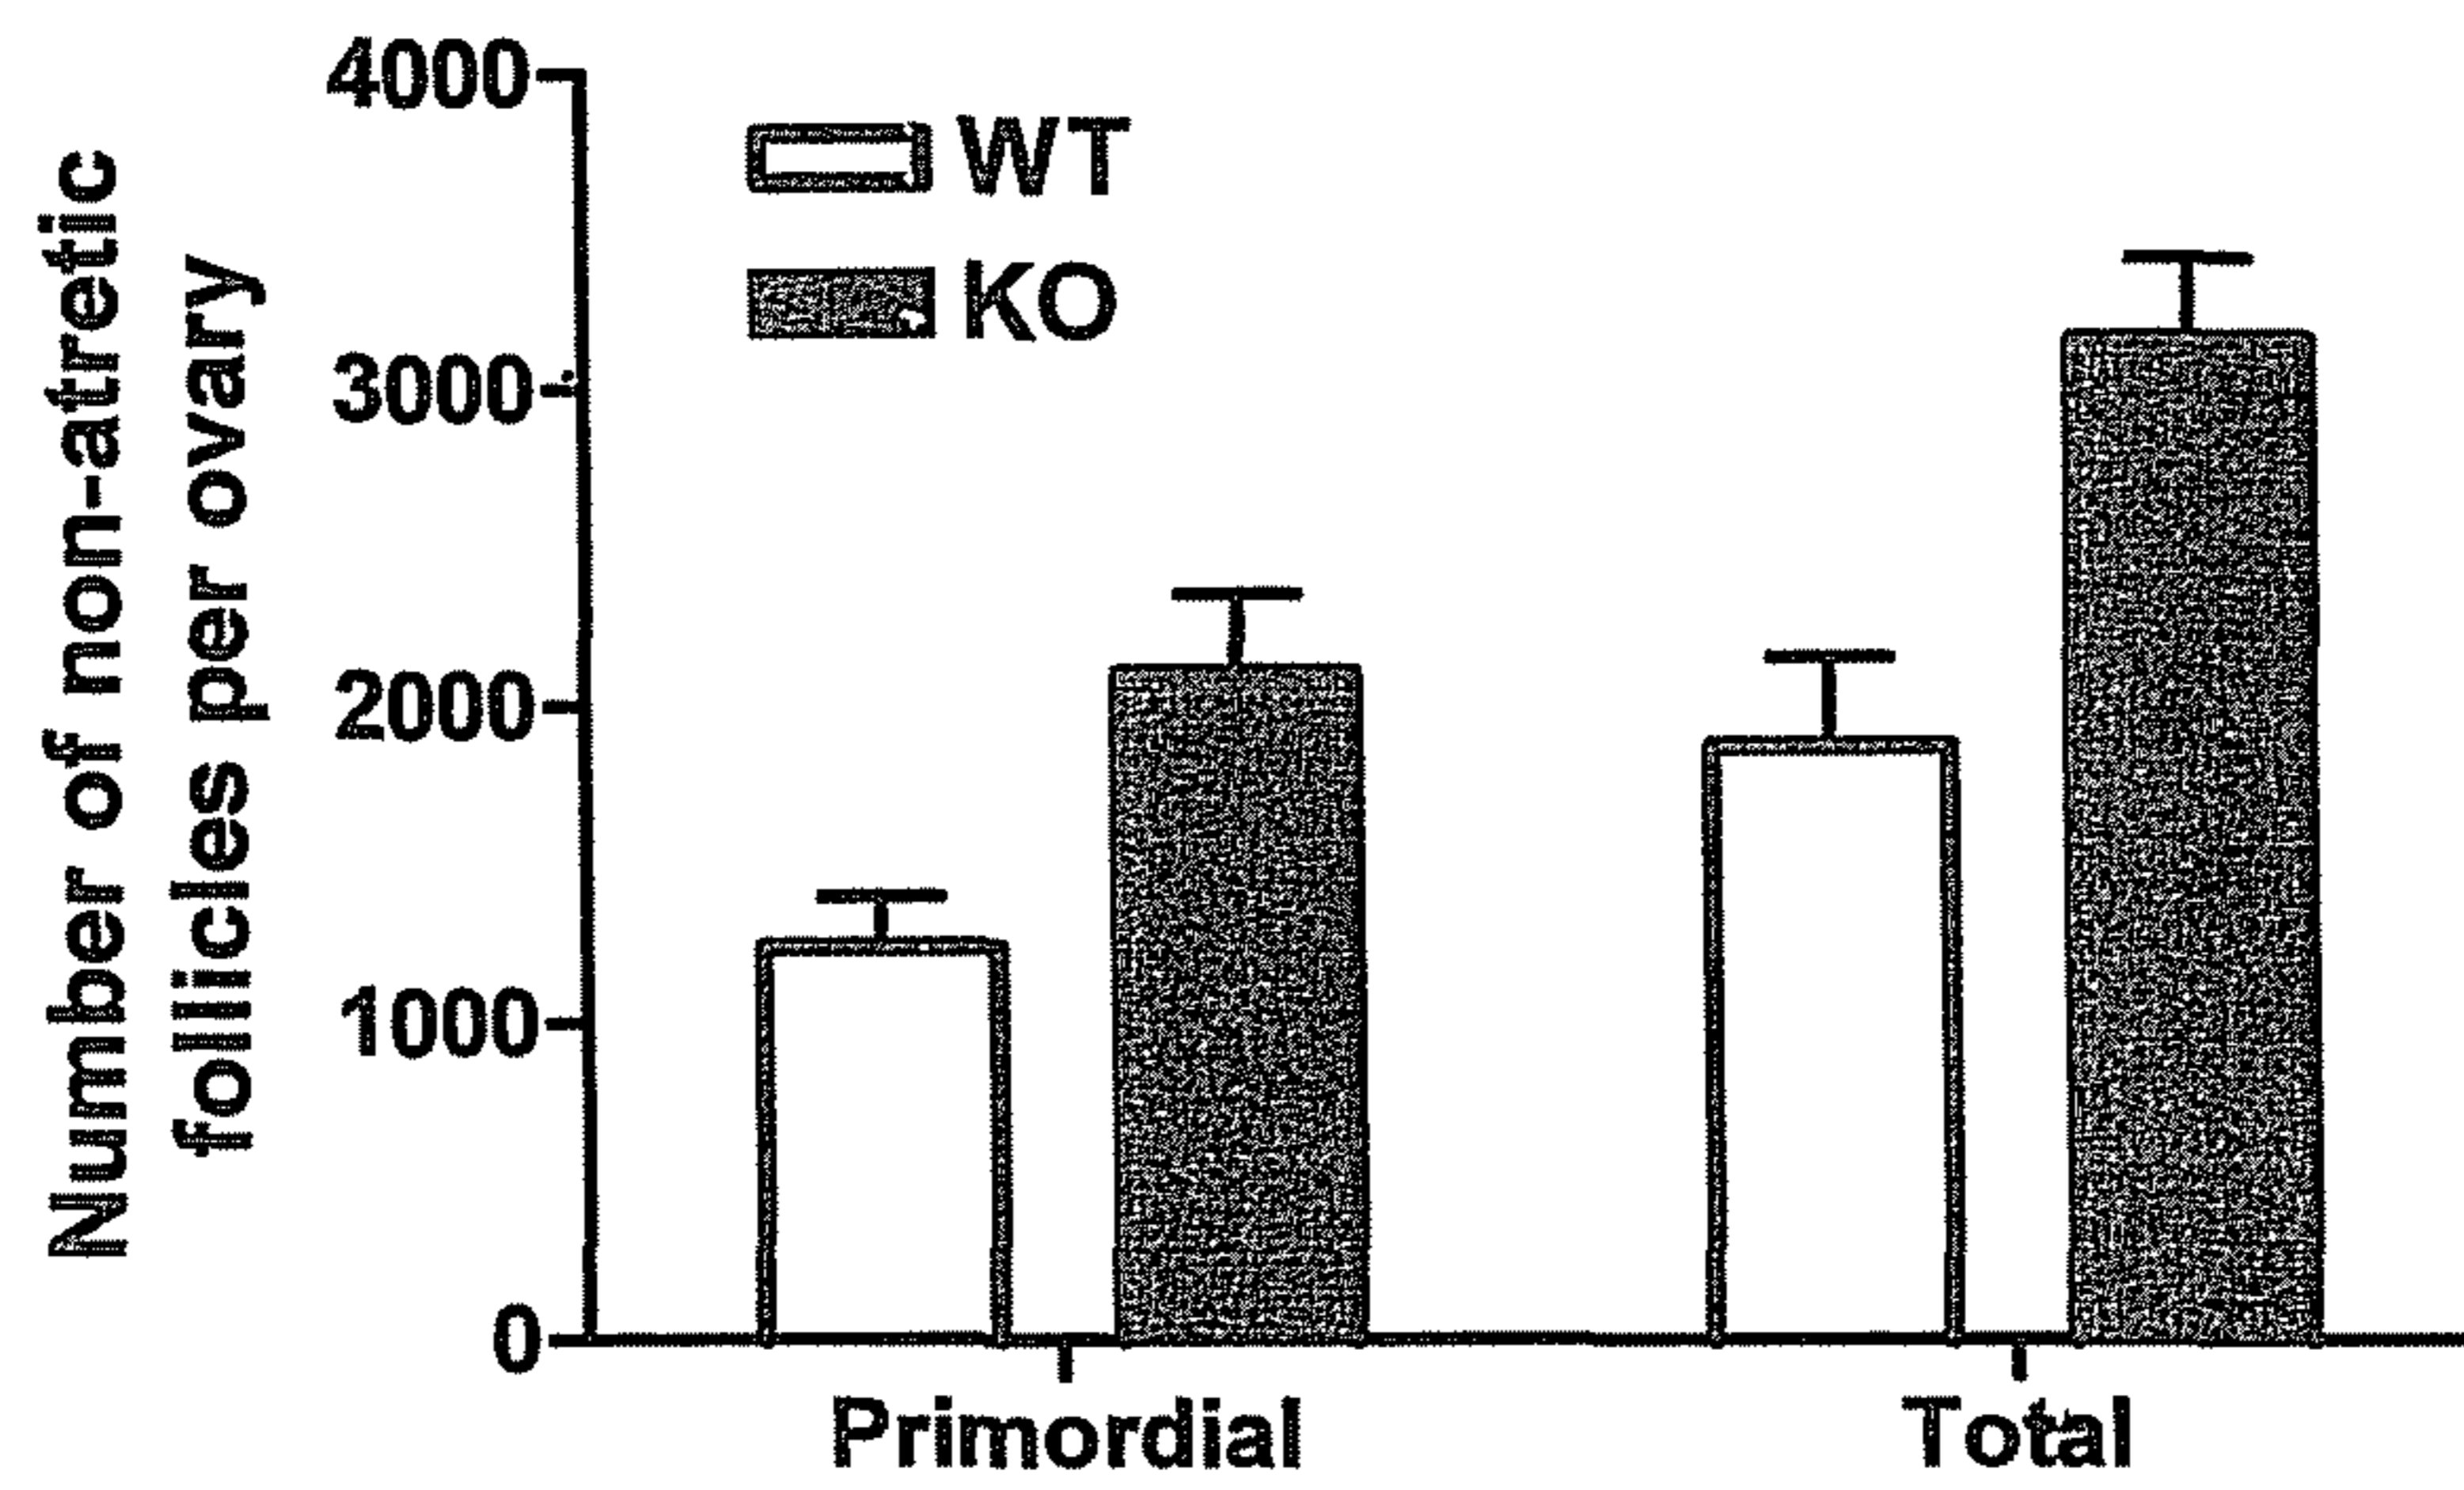 Number of non-atretic
follicles per ovary
4000
3000
2000
1000
0
WT
KO
Primordial
Total